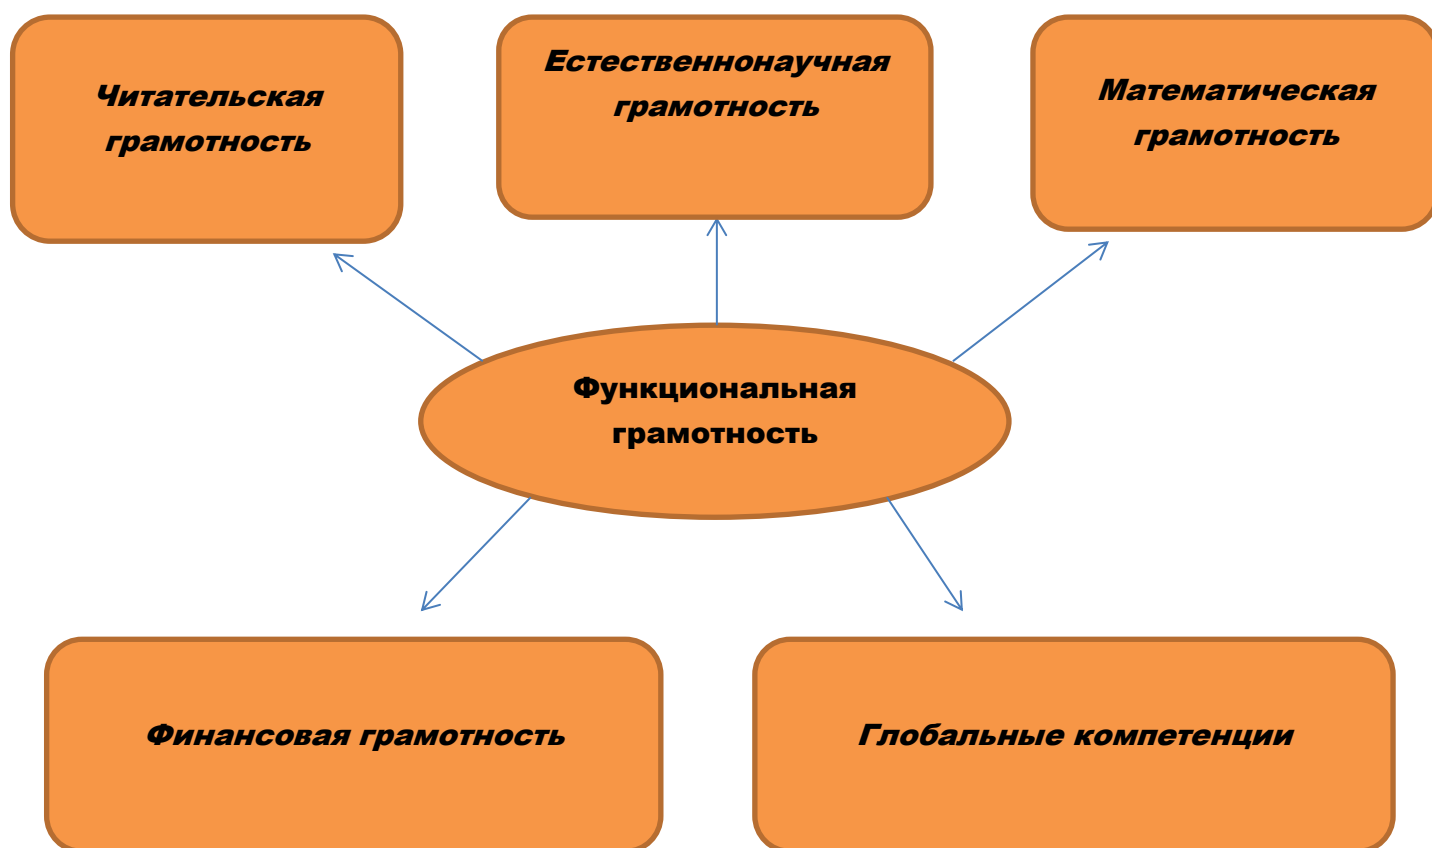 Читательская
грамотность
Естественнонаучная
грамотность
Математическая
грамотность
Функциональная
грамотность
Финансовая грамотность
Глобальные компетенции